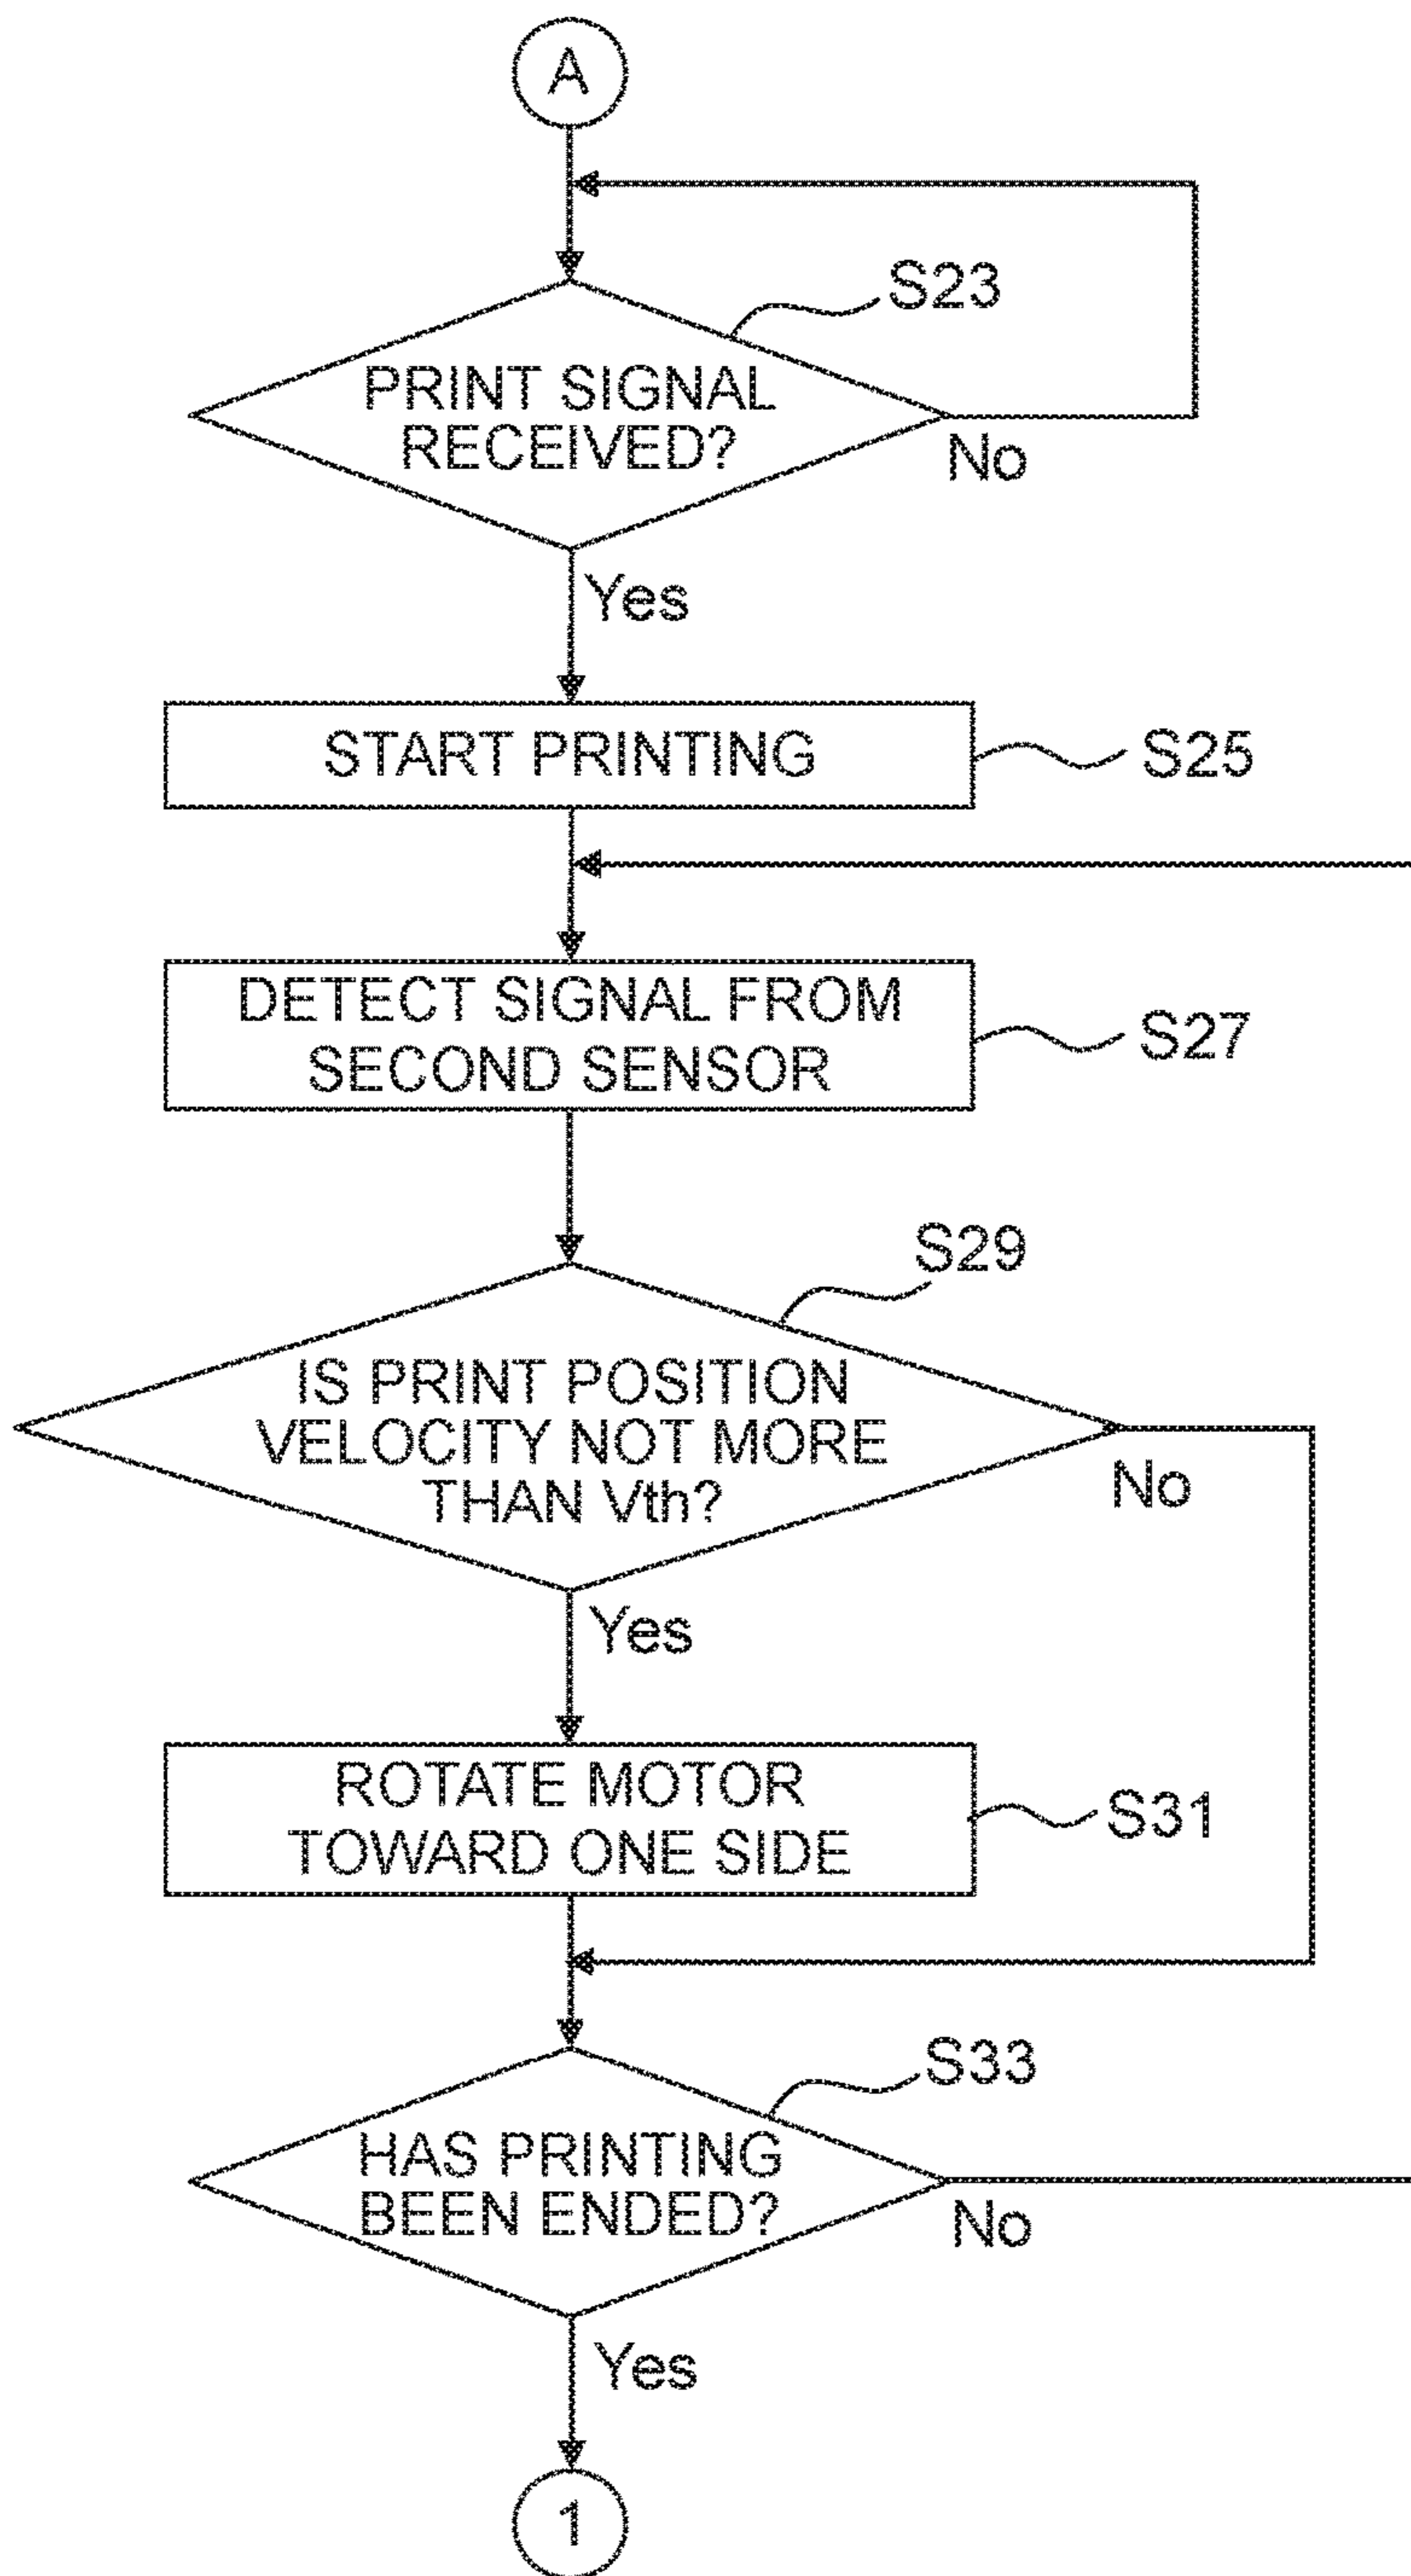 A
S23
PRINT SIGNAL
RECEIVED?
No
Yes
START PRINTING
S25
DETECT SIGNAL FROM
SECOND SENSOR
S27
S29
IS PRINT POSITION
VELOCITY NOT MORE
THAN Vth?
No
Yes
ROTATE MOTOR
TOWARD ONE SIDE
S31
S33
HAS PRINTING
BEEN ENDED?
No
Yes
1